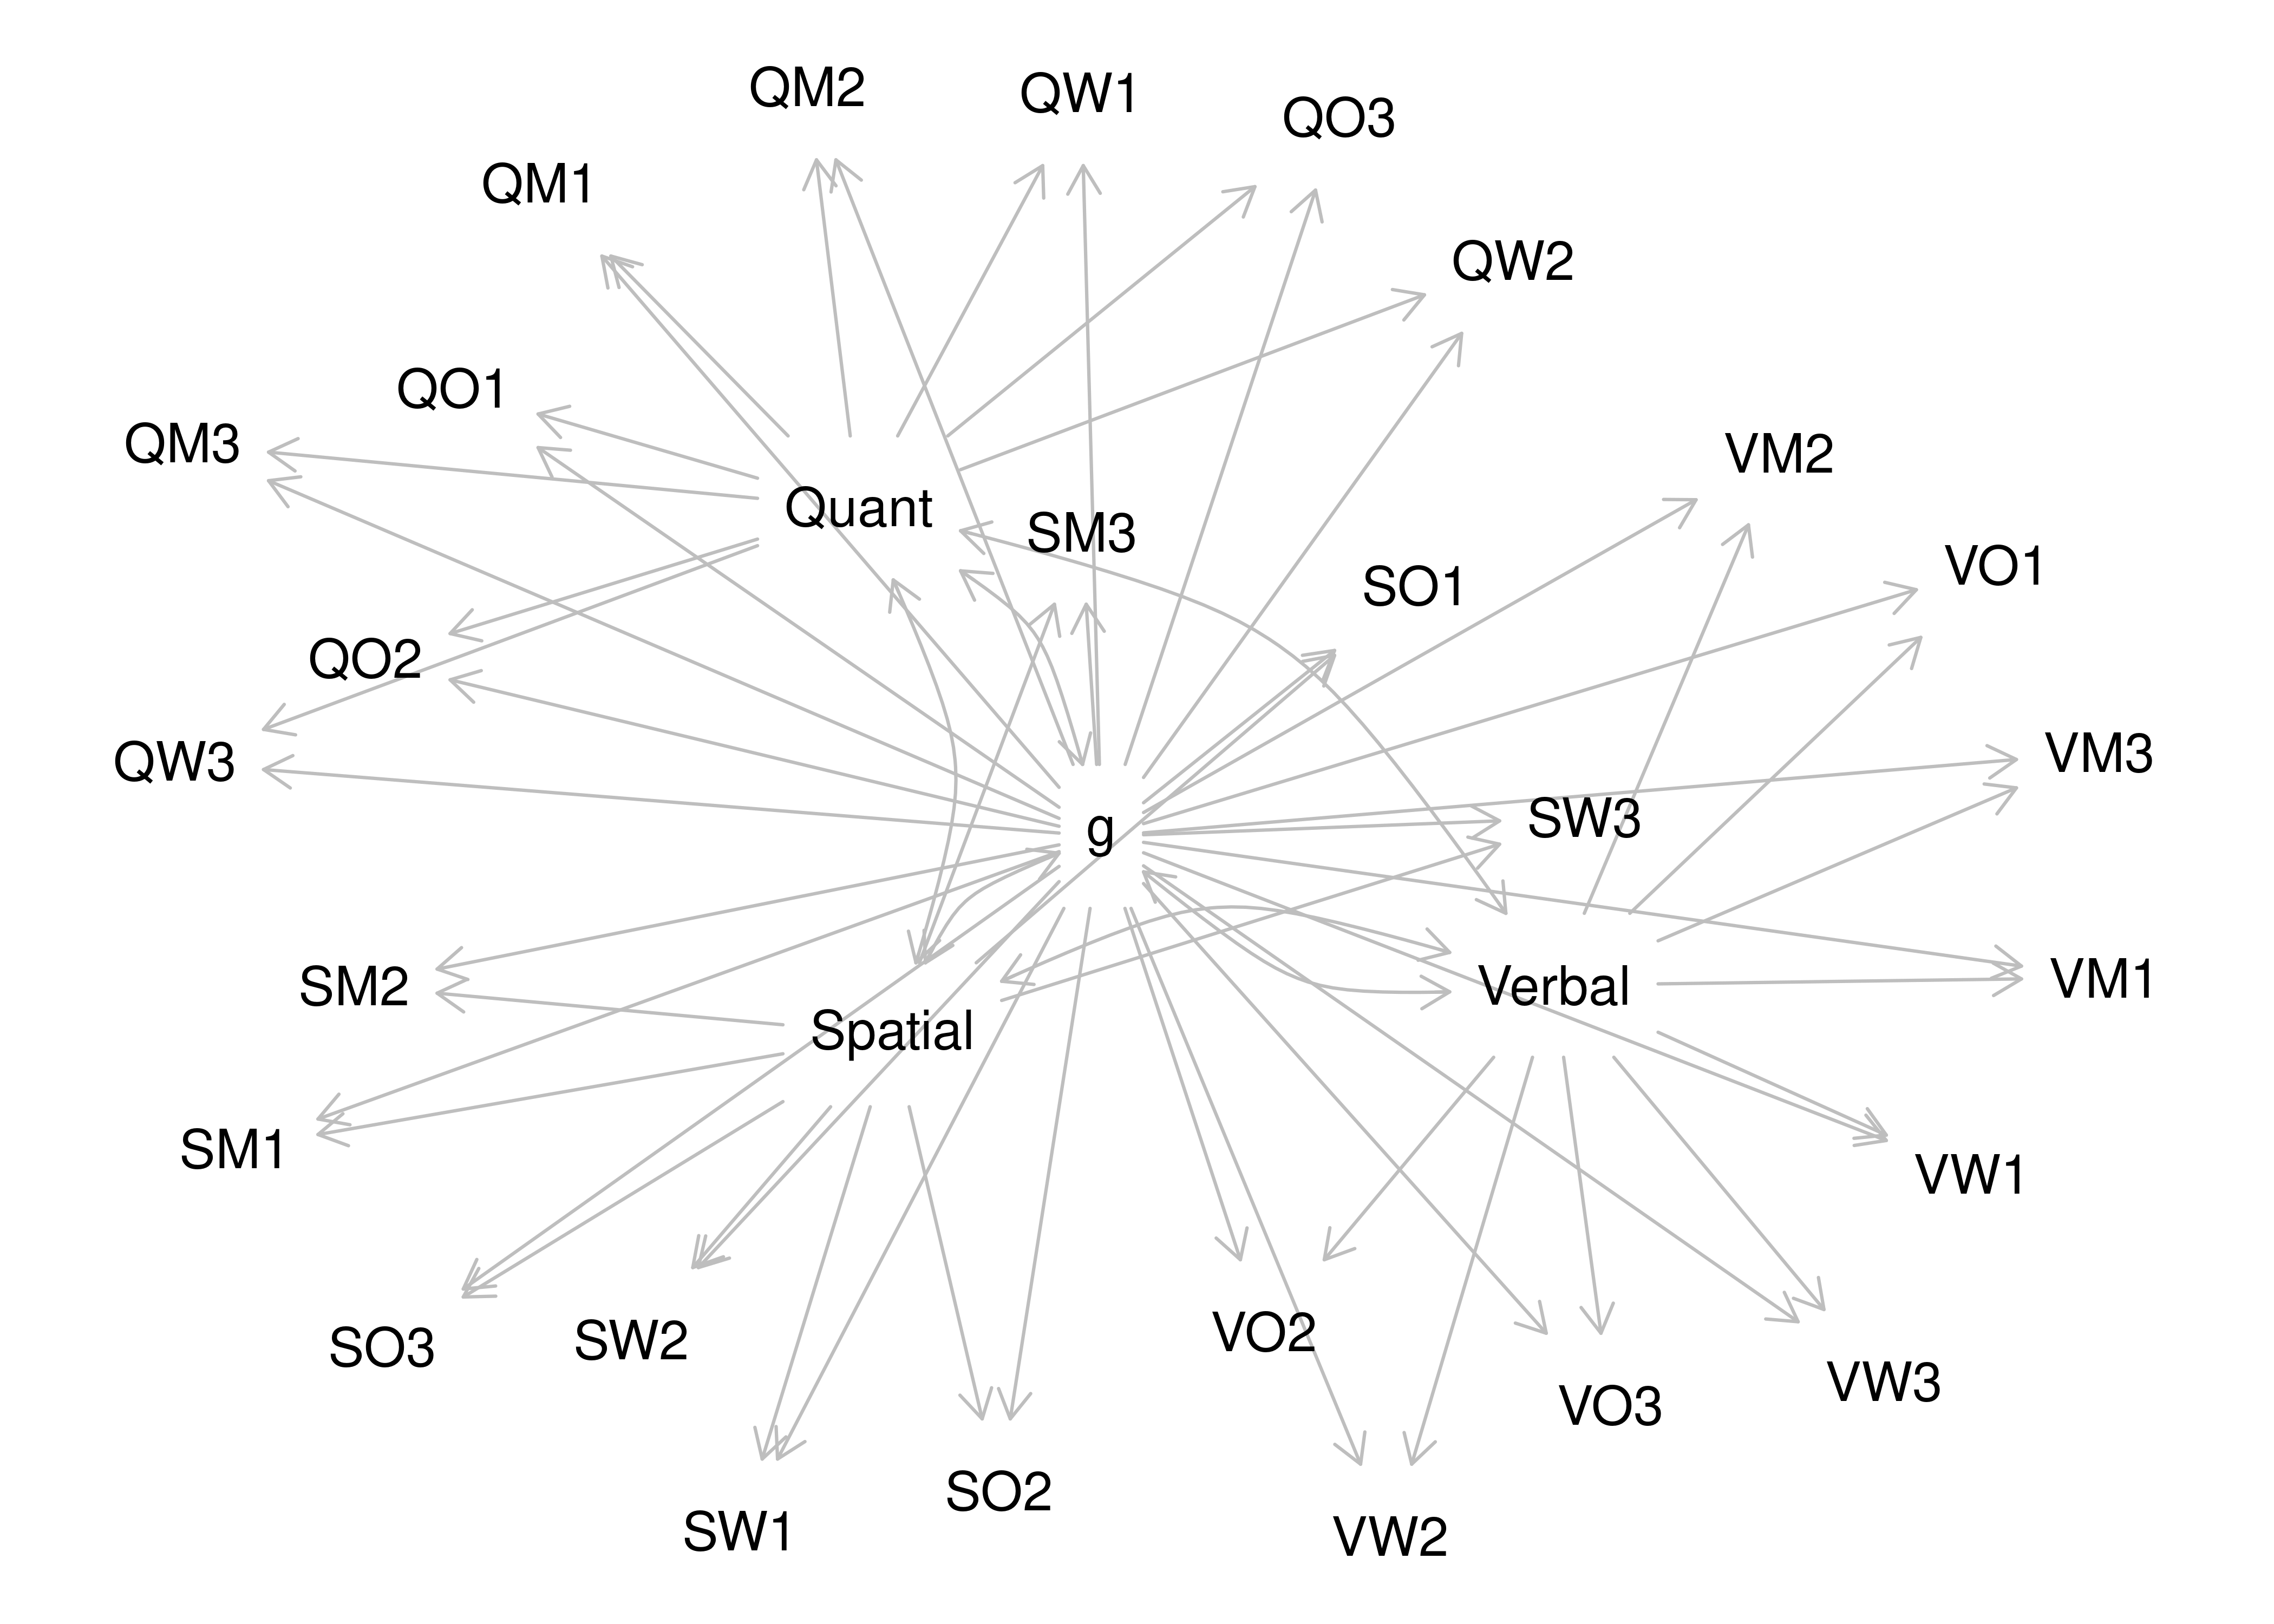 QM2
QW1
QO3
QM1
QW2
QO1
QM3
VM2
Quant
SM3
VO1
SO1
QO2
VM3
QW3
SW3
g
VM1
SM2
Verbal
Spatial
SM1
VW1
VO2
SW2
SO3
VW3
VO3
SO2
SW1
VW2